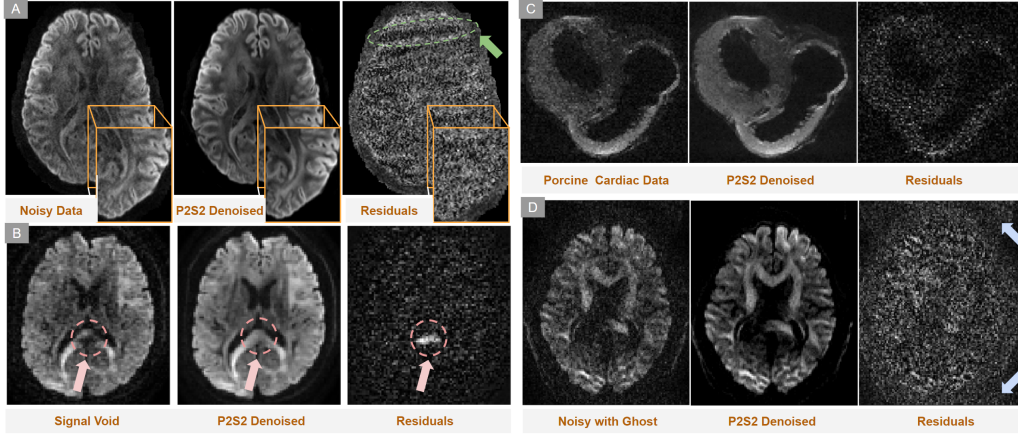 A
Noisy Data
P2S2 Denoised
Residuals
B
Signal Void
P2S2 Denoised
Residuals
C
Porcine Cardiac Data
P2S2 Denoised
Residuals
D
Noisy with Ghost
P2S2 Denoised
Residuals